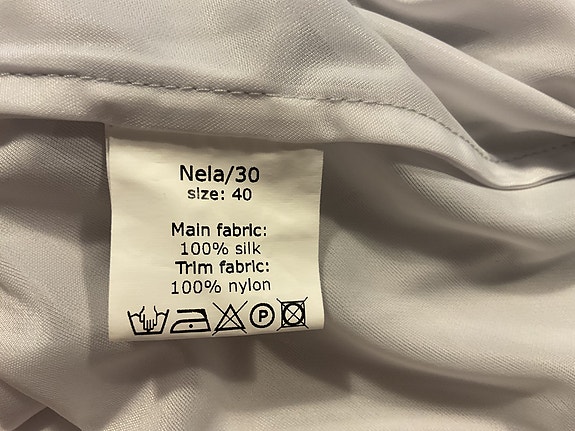 Nela/30
size: 40
Main fabric:
100% silk
Trim fabric:
100% nylon
P